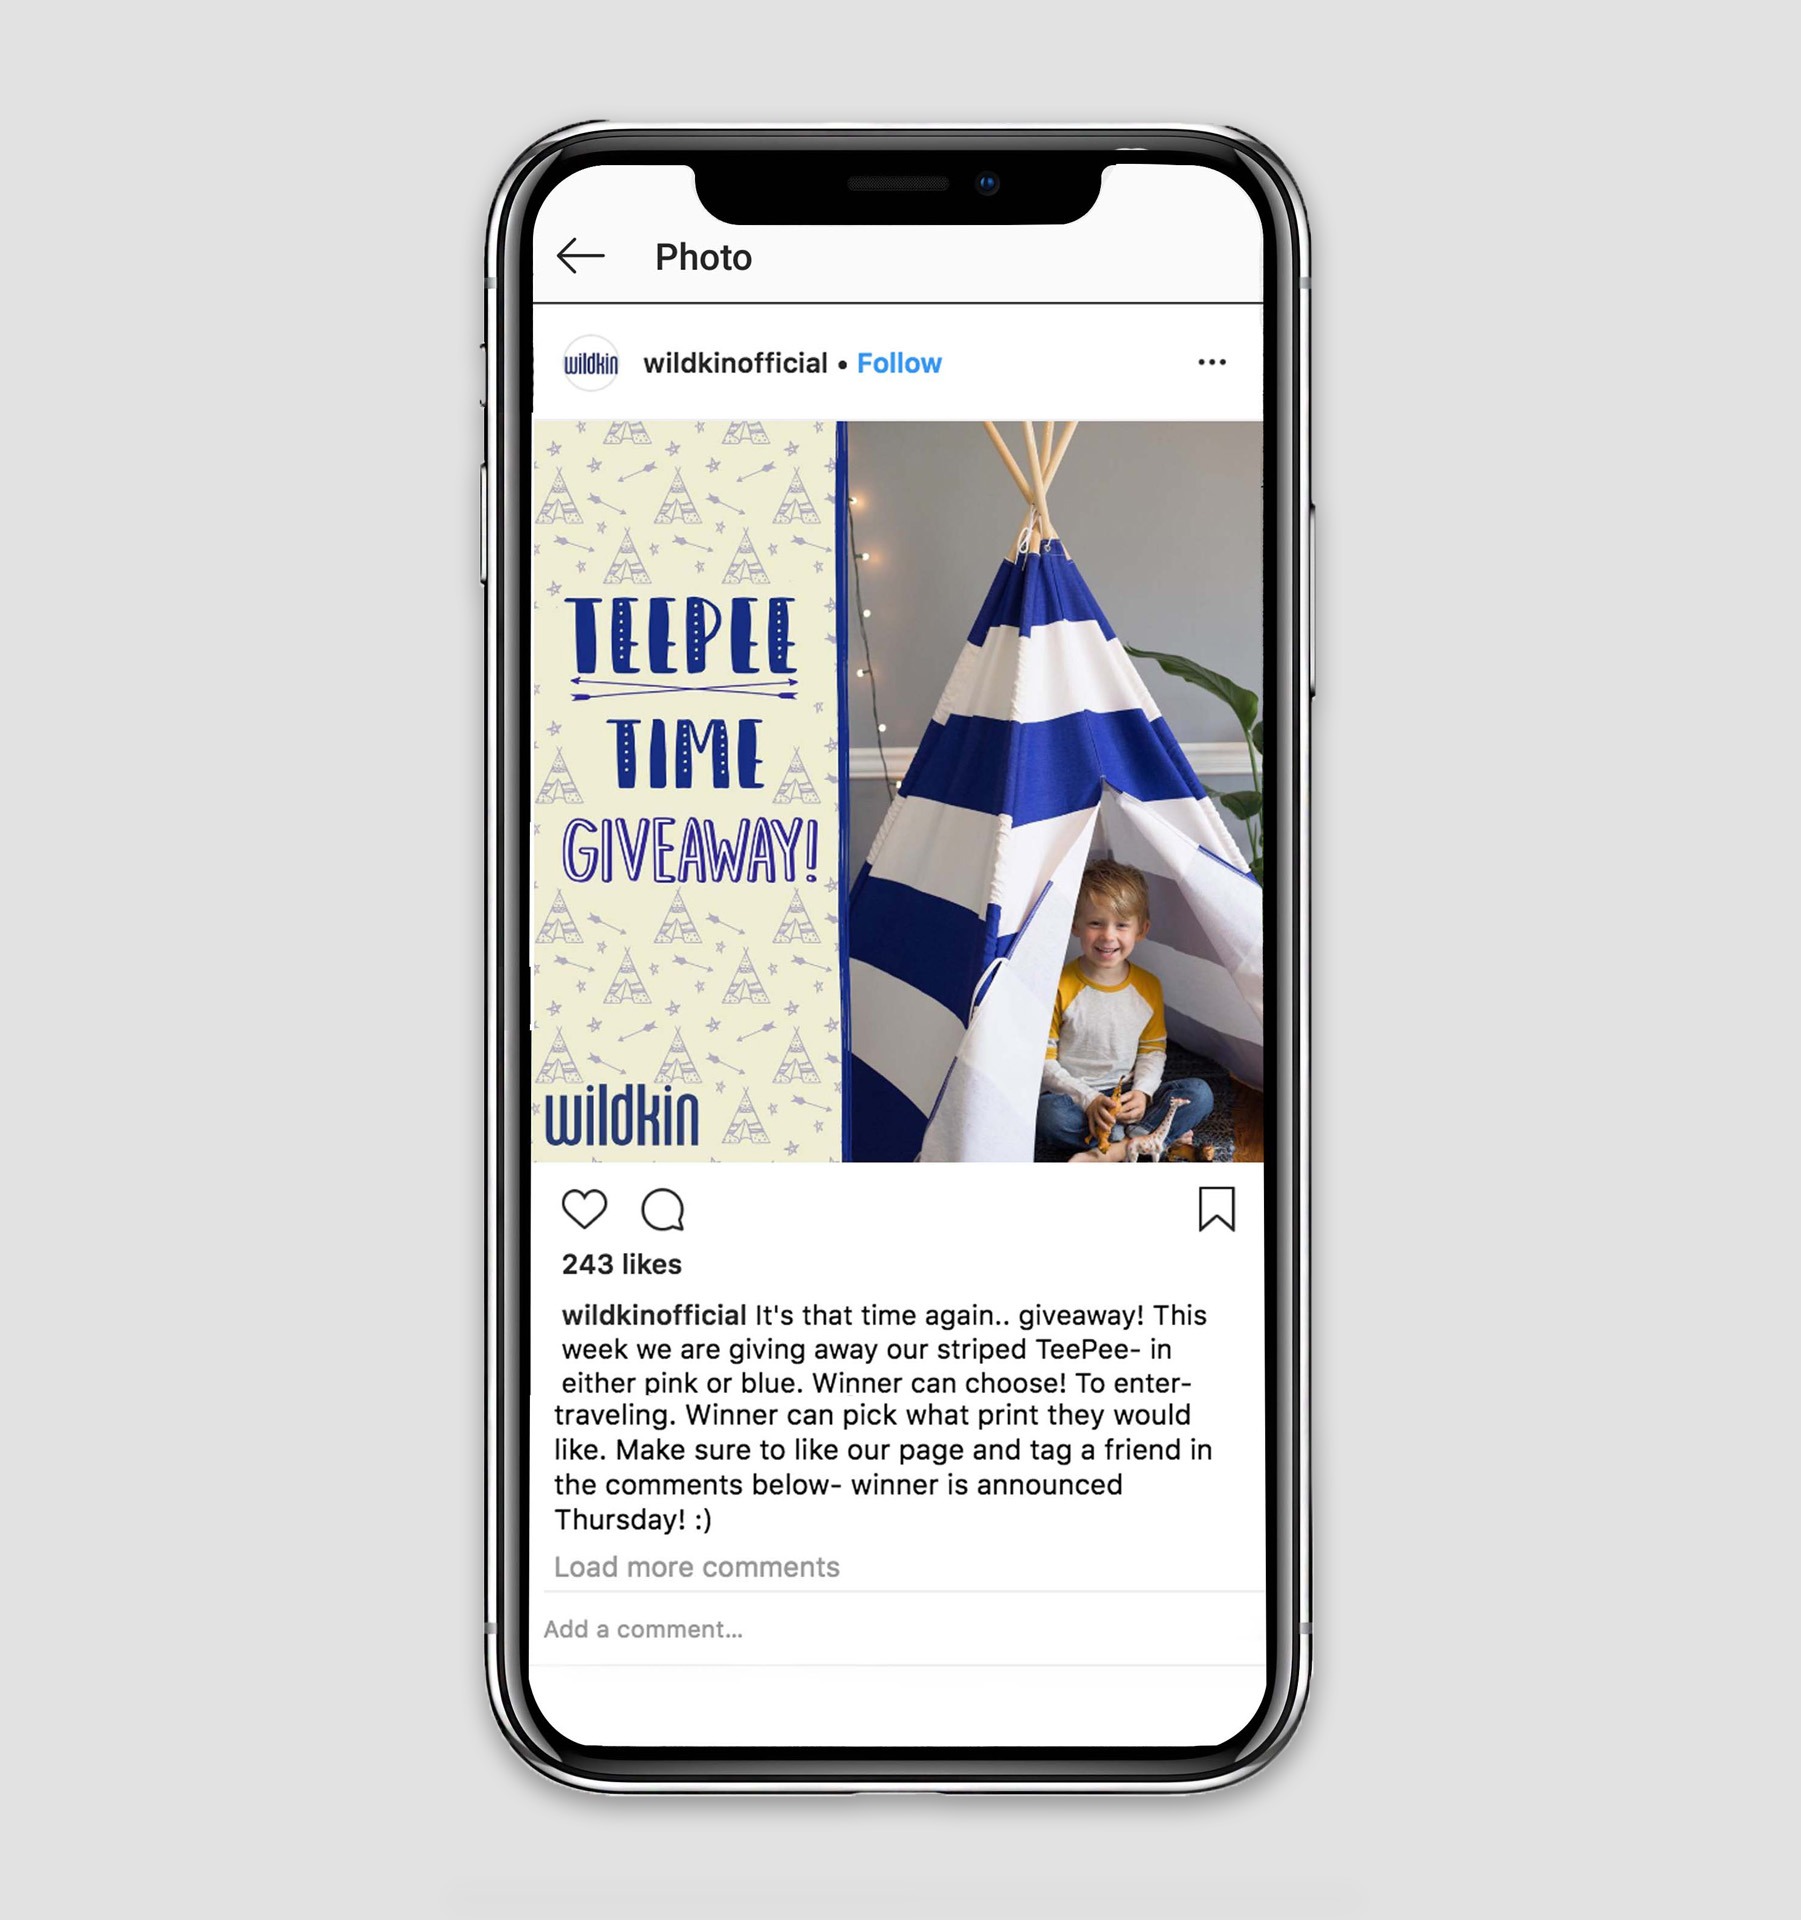 Photo
wildkin
wildkinofficial • Follow
TEEPEE
TIME
GIVEAWAY!
wildkin
243 likes
wildkinofficial It's that time again.. giveaway! This
week we are giving away our striped TeePee- in
either pink or blue. Winner can choose! To enter-
traveling. Winner can pick what print they would
like. Make sure to like our page and tag a friend in
the comments below- winner is announced
Thursday! :)
Load more comments
Add a comment...